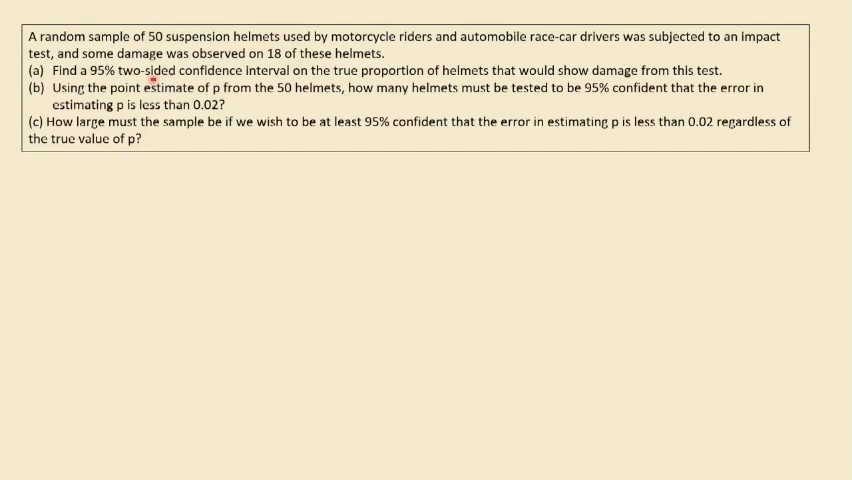 A random sample of 50 suspension helmets used by motorcycle riders and automobile race-car drivers was subjected to an impact
test, and some damage was observed on 18 of these helmets.
(a) Find a 95% two-sided confidence interval on the true proportion of helmets that would show damage from this test.
(b) Using the point estimate of p from the 50 helmets, how many helmets must be tested to be 95% confident that the error in
estimating p is less than 0.02?
(c) How large must the sample be if we wish to be at least 95% confident that the error in estimating p is less than 0.02 regardless of
the true value of p?